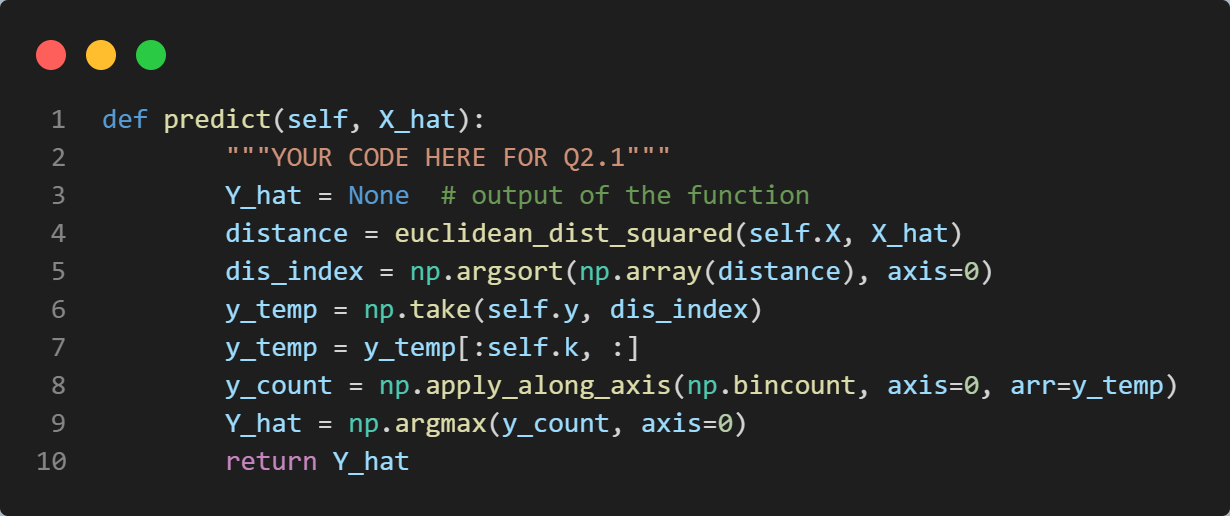 1 def predict(self, X_hat):
2 """YOUR CODE HERE FOR Q2.1"""
3 Y_hat = None  # output of the function
4 distance = euclidean_dist_squared(self.X, X_hat)
5 dis_index = np.argsort(np.array(distance), axis=0)
6 y_temp = np.take(self.y, dis_index)
7 y_temp = y_temp[:self.k, :]
8 y_count = np.apply_along_axis(np.bincount, axis=0, arr=y_temp)
9 Y_hat = np.argmax(y_count, axis=0)
10 return Y_hat